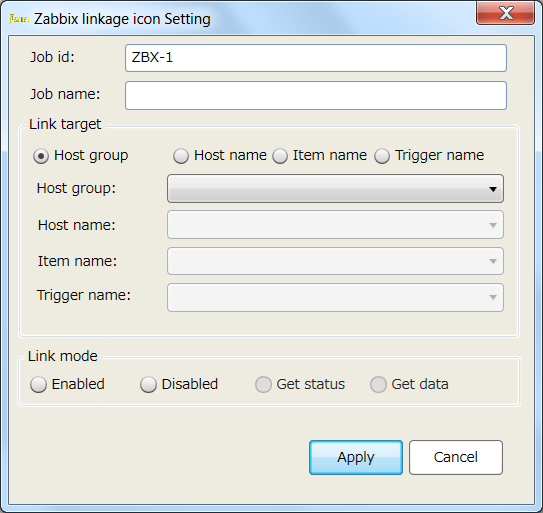 Zabbix linkage icon Setting
Job id: ZBX-1
Job name:
Link target
Host group Host name Item name Trigger name
Host group:
Host name:
Item name:
Trigger name:
Link mode
Enabled Disabled Get status Get data
Apply Cancel